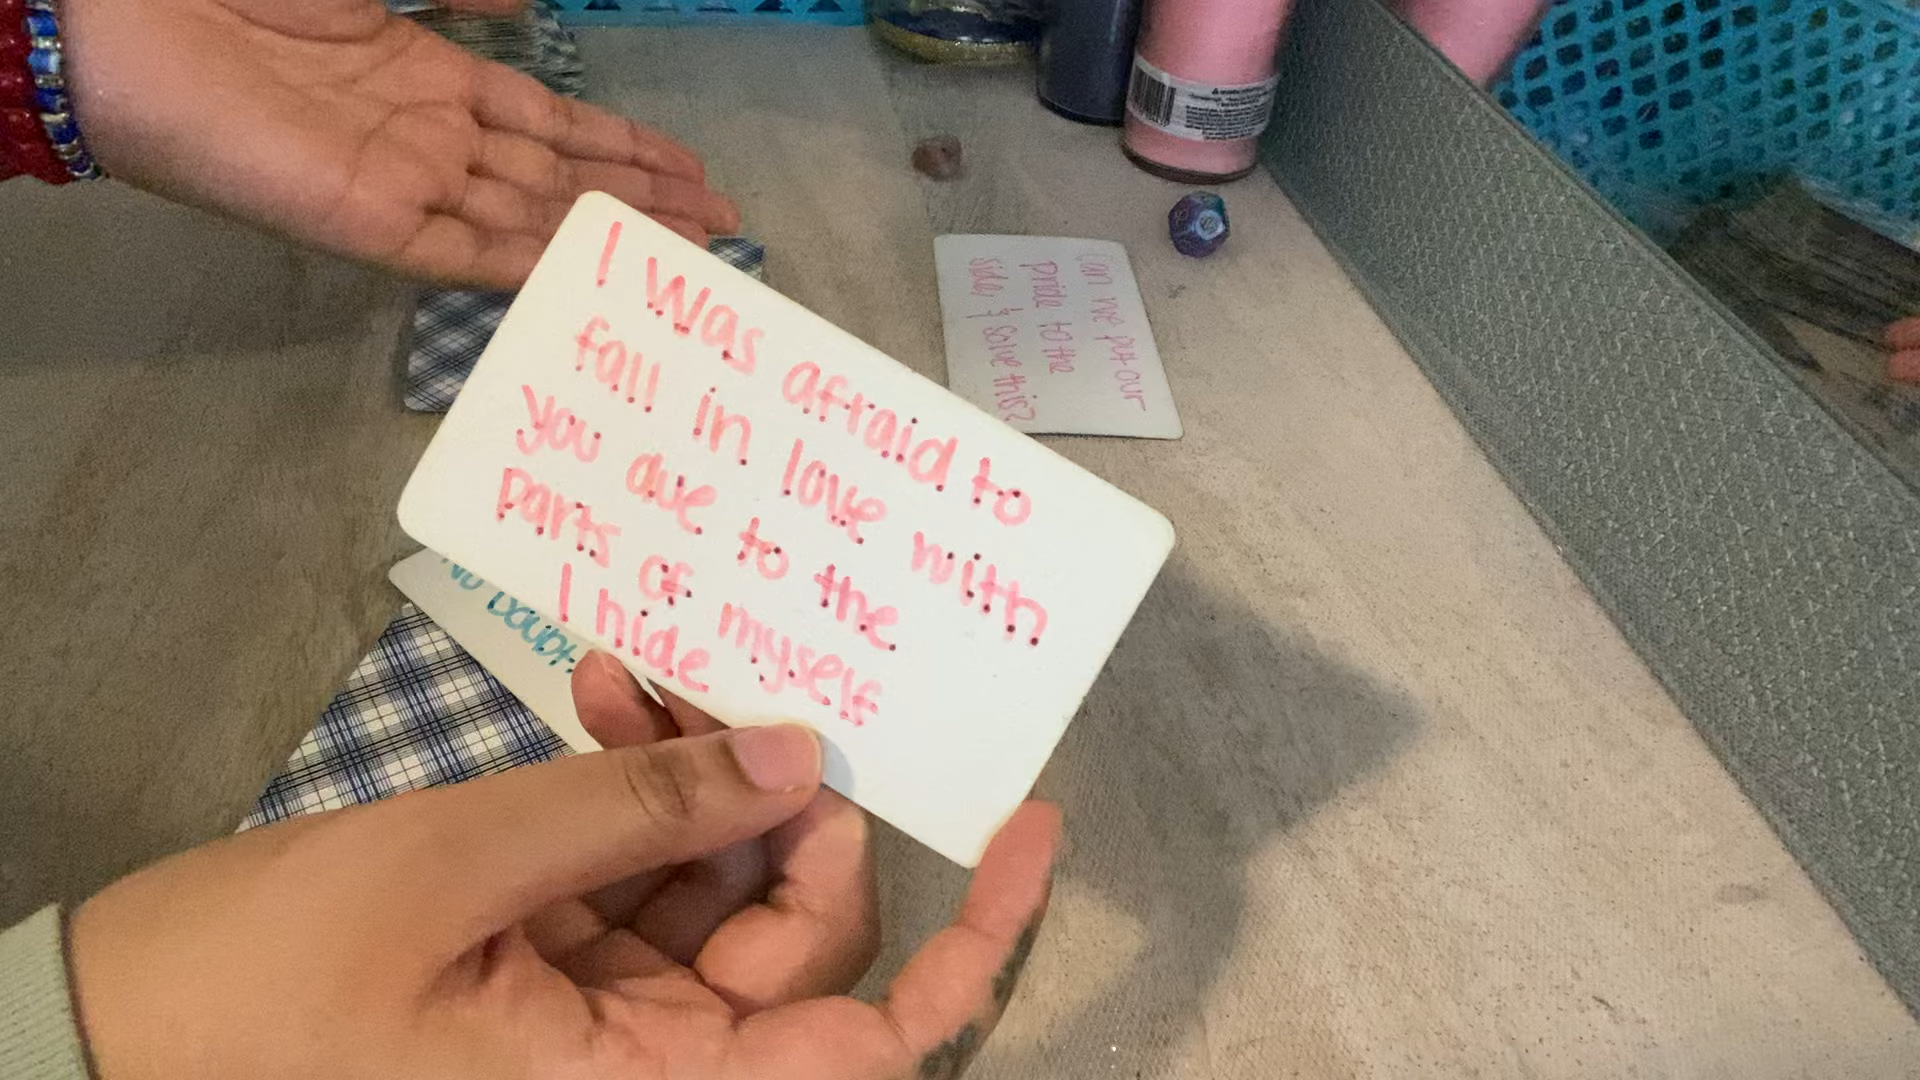 I was afraid to
fall in love with
you due to the
parts of myself
I hide
Can we put our
pride to the
side, & solve this?
No Doubt